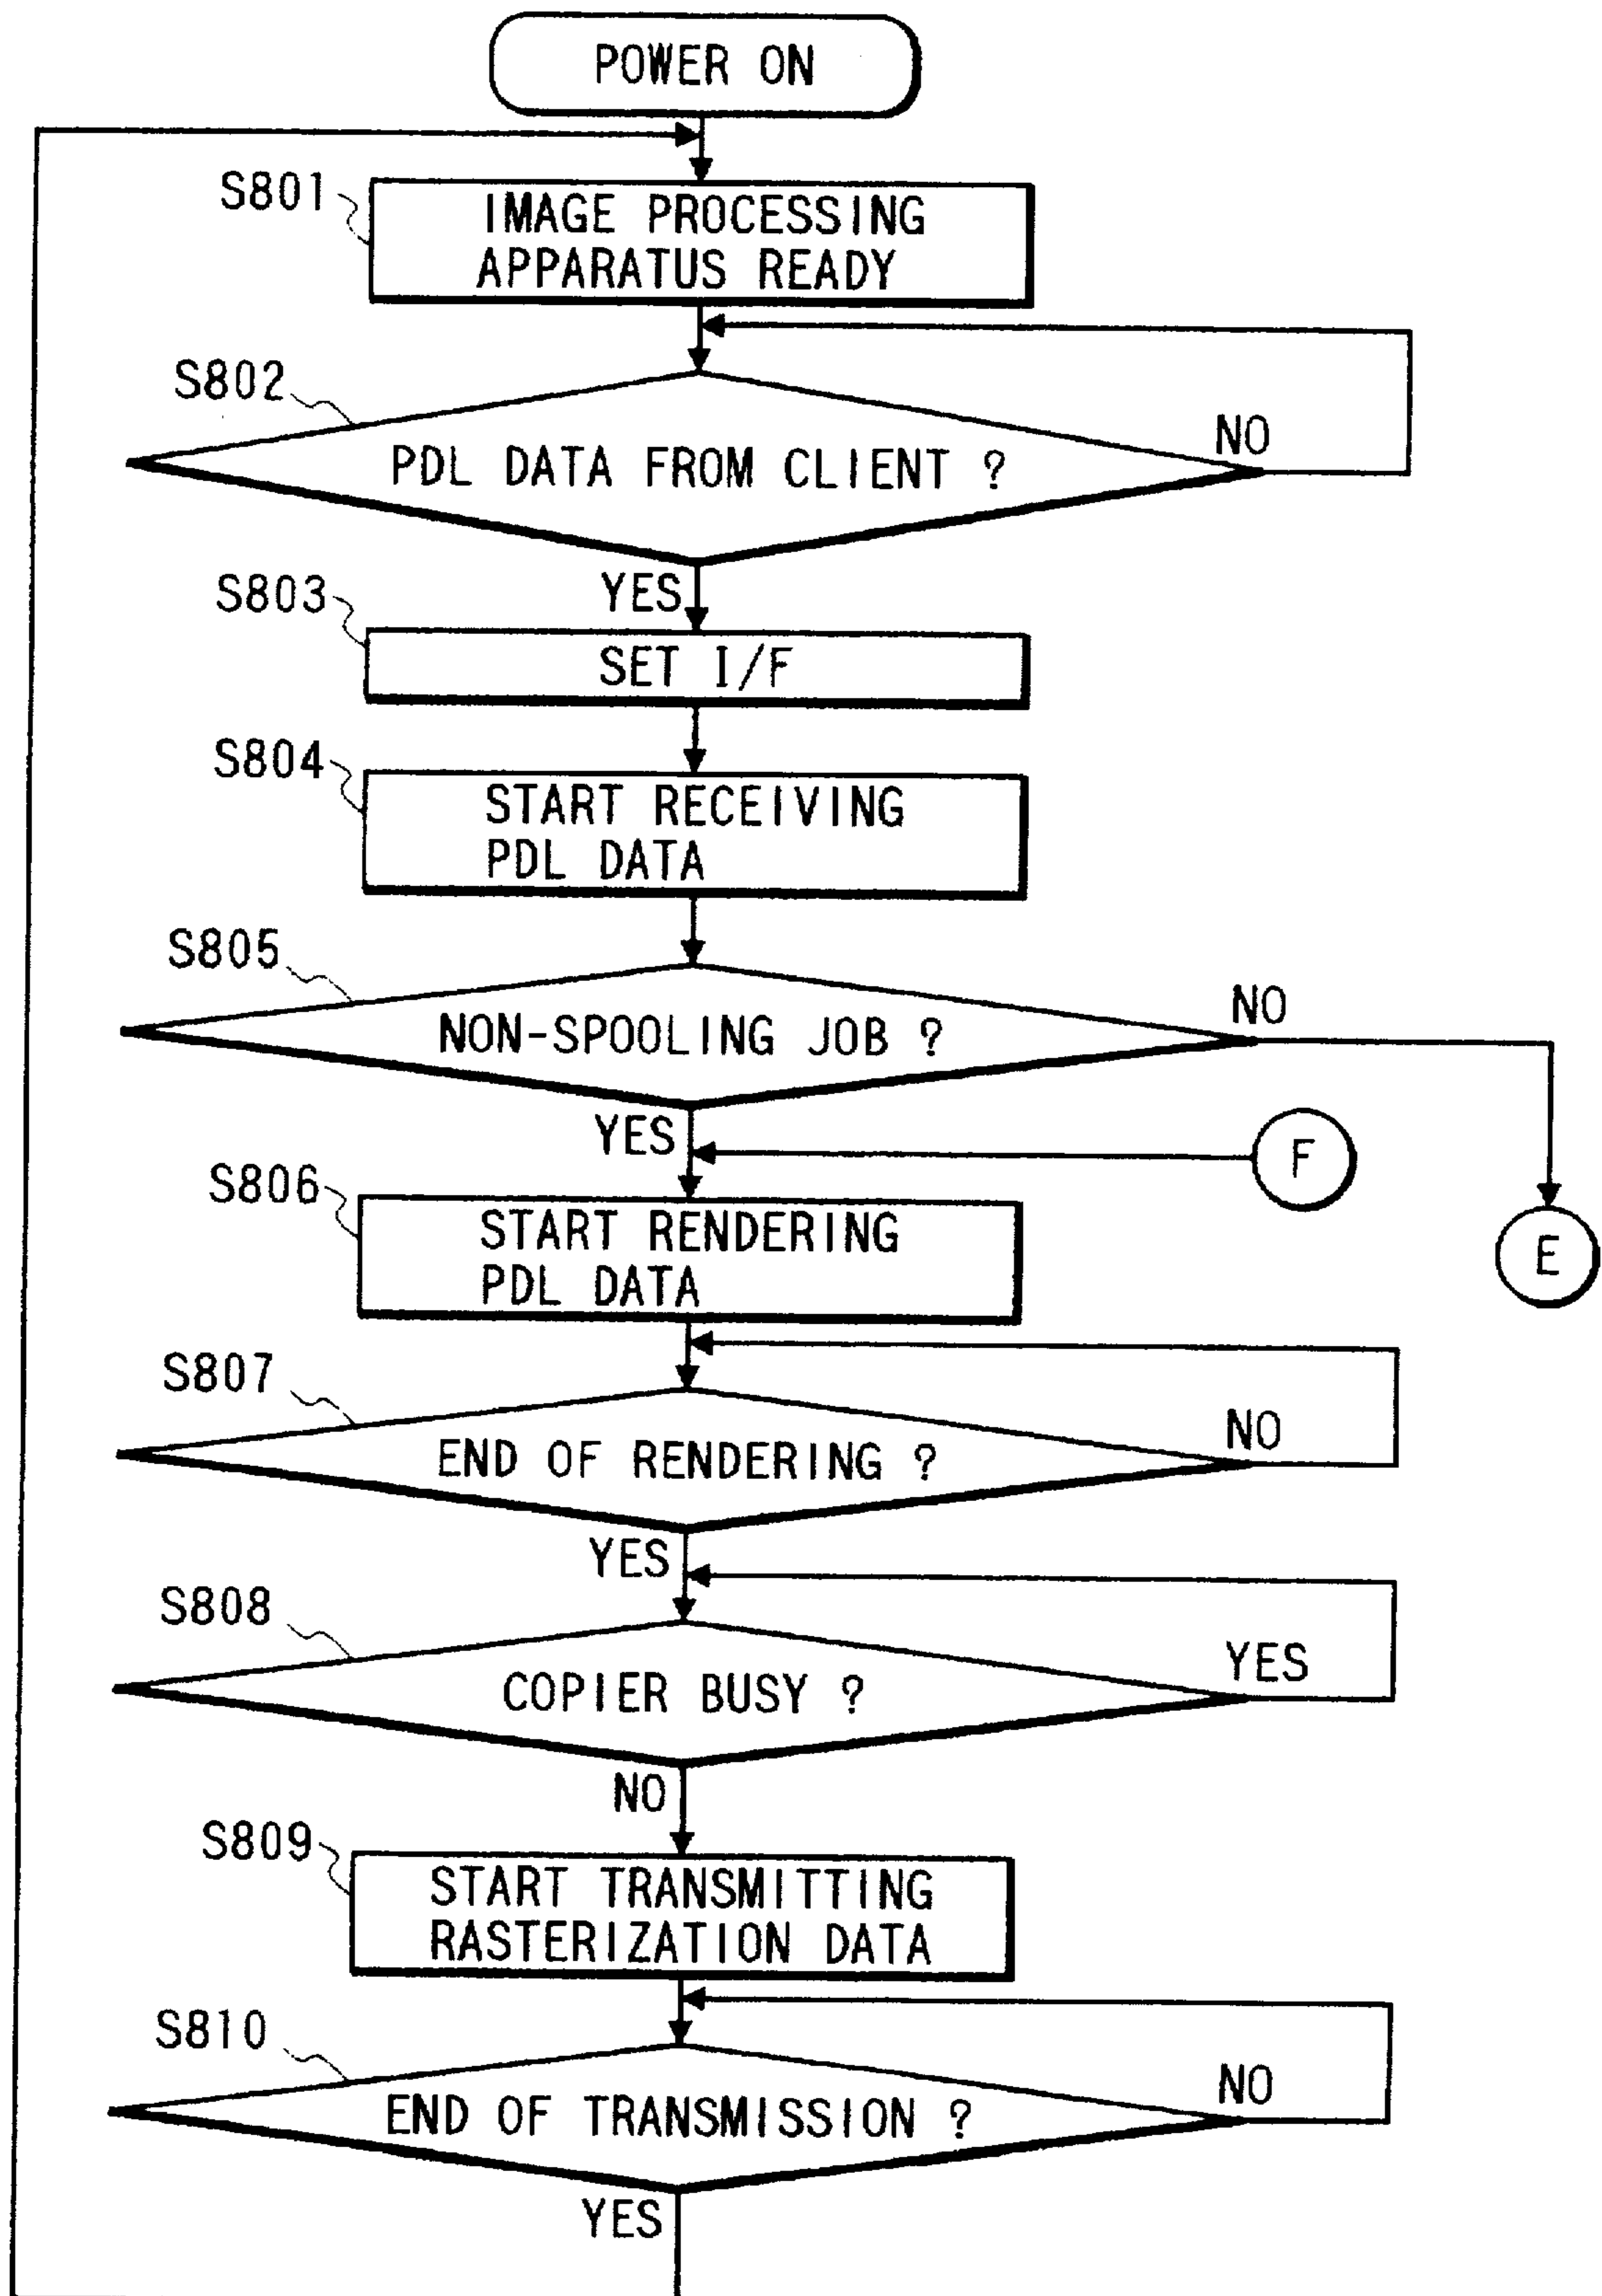 POWER ON
S801
IMAGE PROCESSING
APPARATUS READY
S802
PDL DATA FROM CLIENT ?
NO
YES
S803
SET I/F
S804
START RECEIVING
PDL DATA
S805
NON-SPOOLING JOB ?
NO
YES
F
E
S806
START RENDERING
PDL DATA
S807
END OF RENDERING ?
NO
YES
S808
COPIER BUSY ?
YES
NO
S809
START TRANSMITTING
RASTERIZATION DATA
S810
END OF TRANSMISSION ?
NO
YES